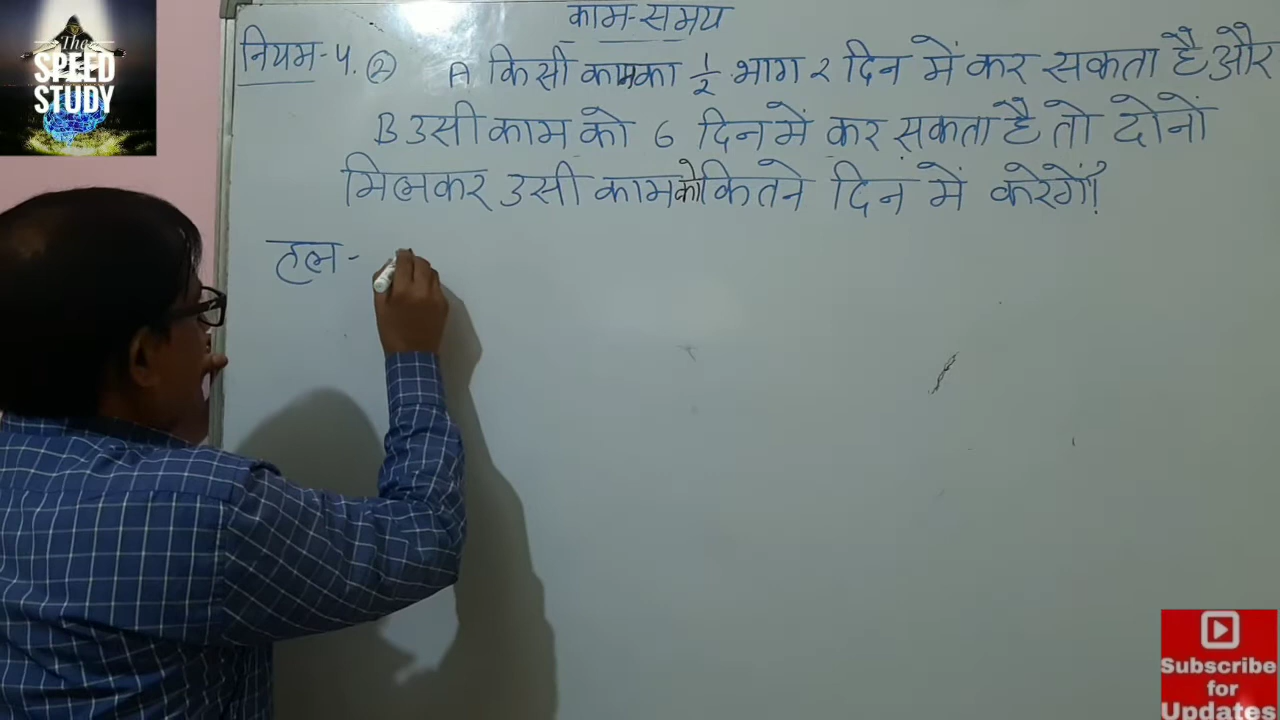 The
SPEED
STUDY
काम-समय
नियम-५. ② A किसी काम का 1/2 भाग २ दिन में कर सकता है और
B उसी काम को 6 दिन में कर सकता है तो दोनों
मिलकर उसी काम को कितने दिन में करेगें?
हल-
Subscribe
for
Updates